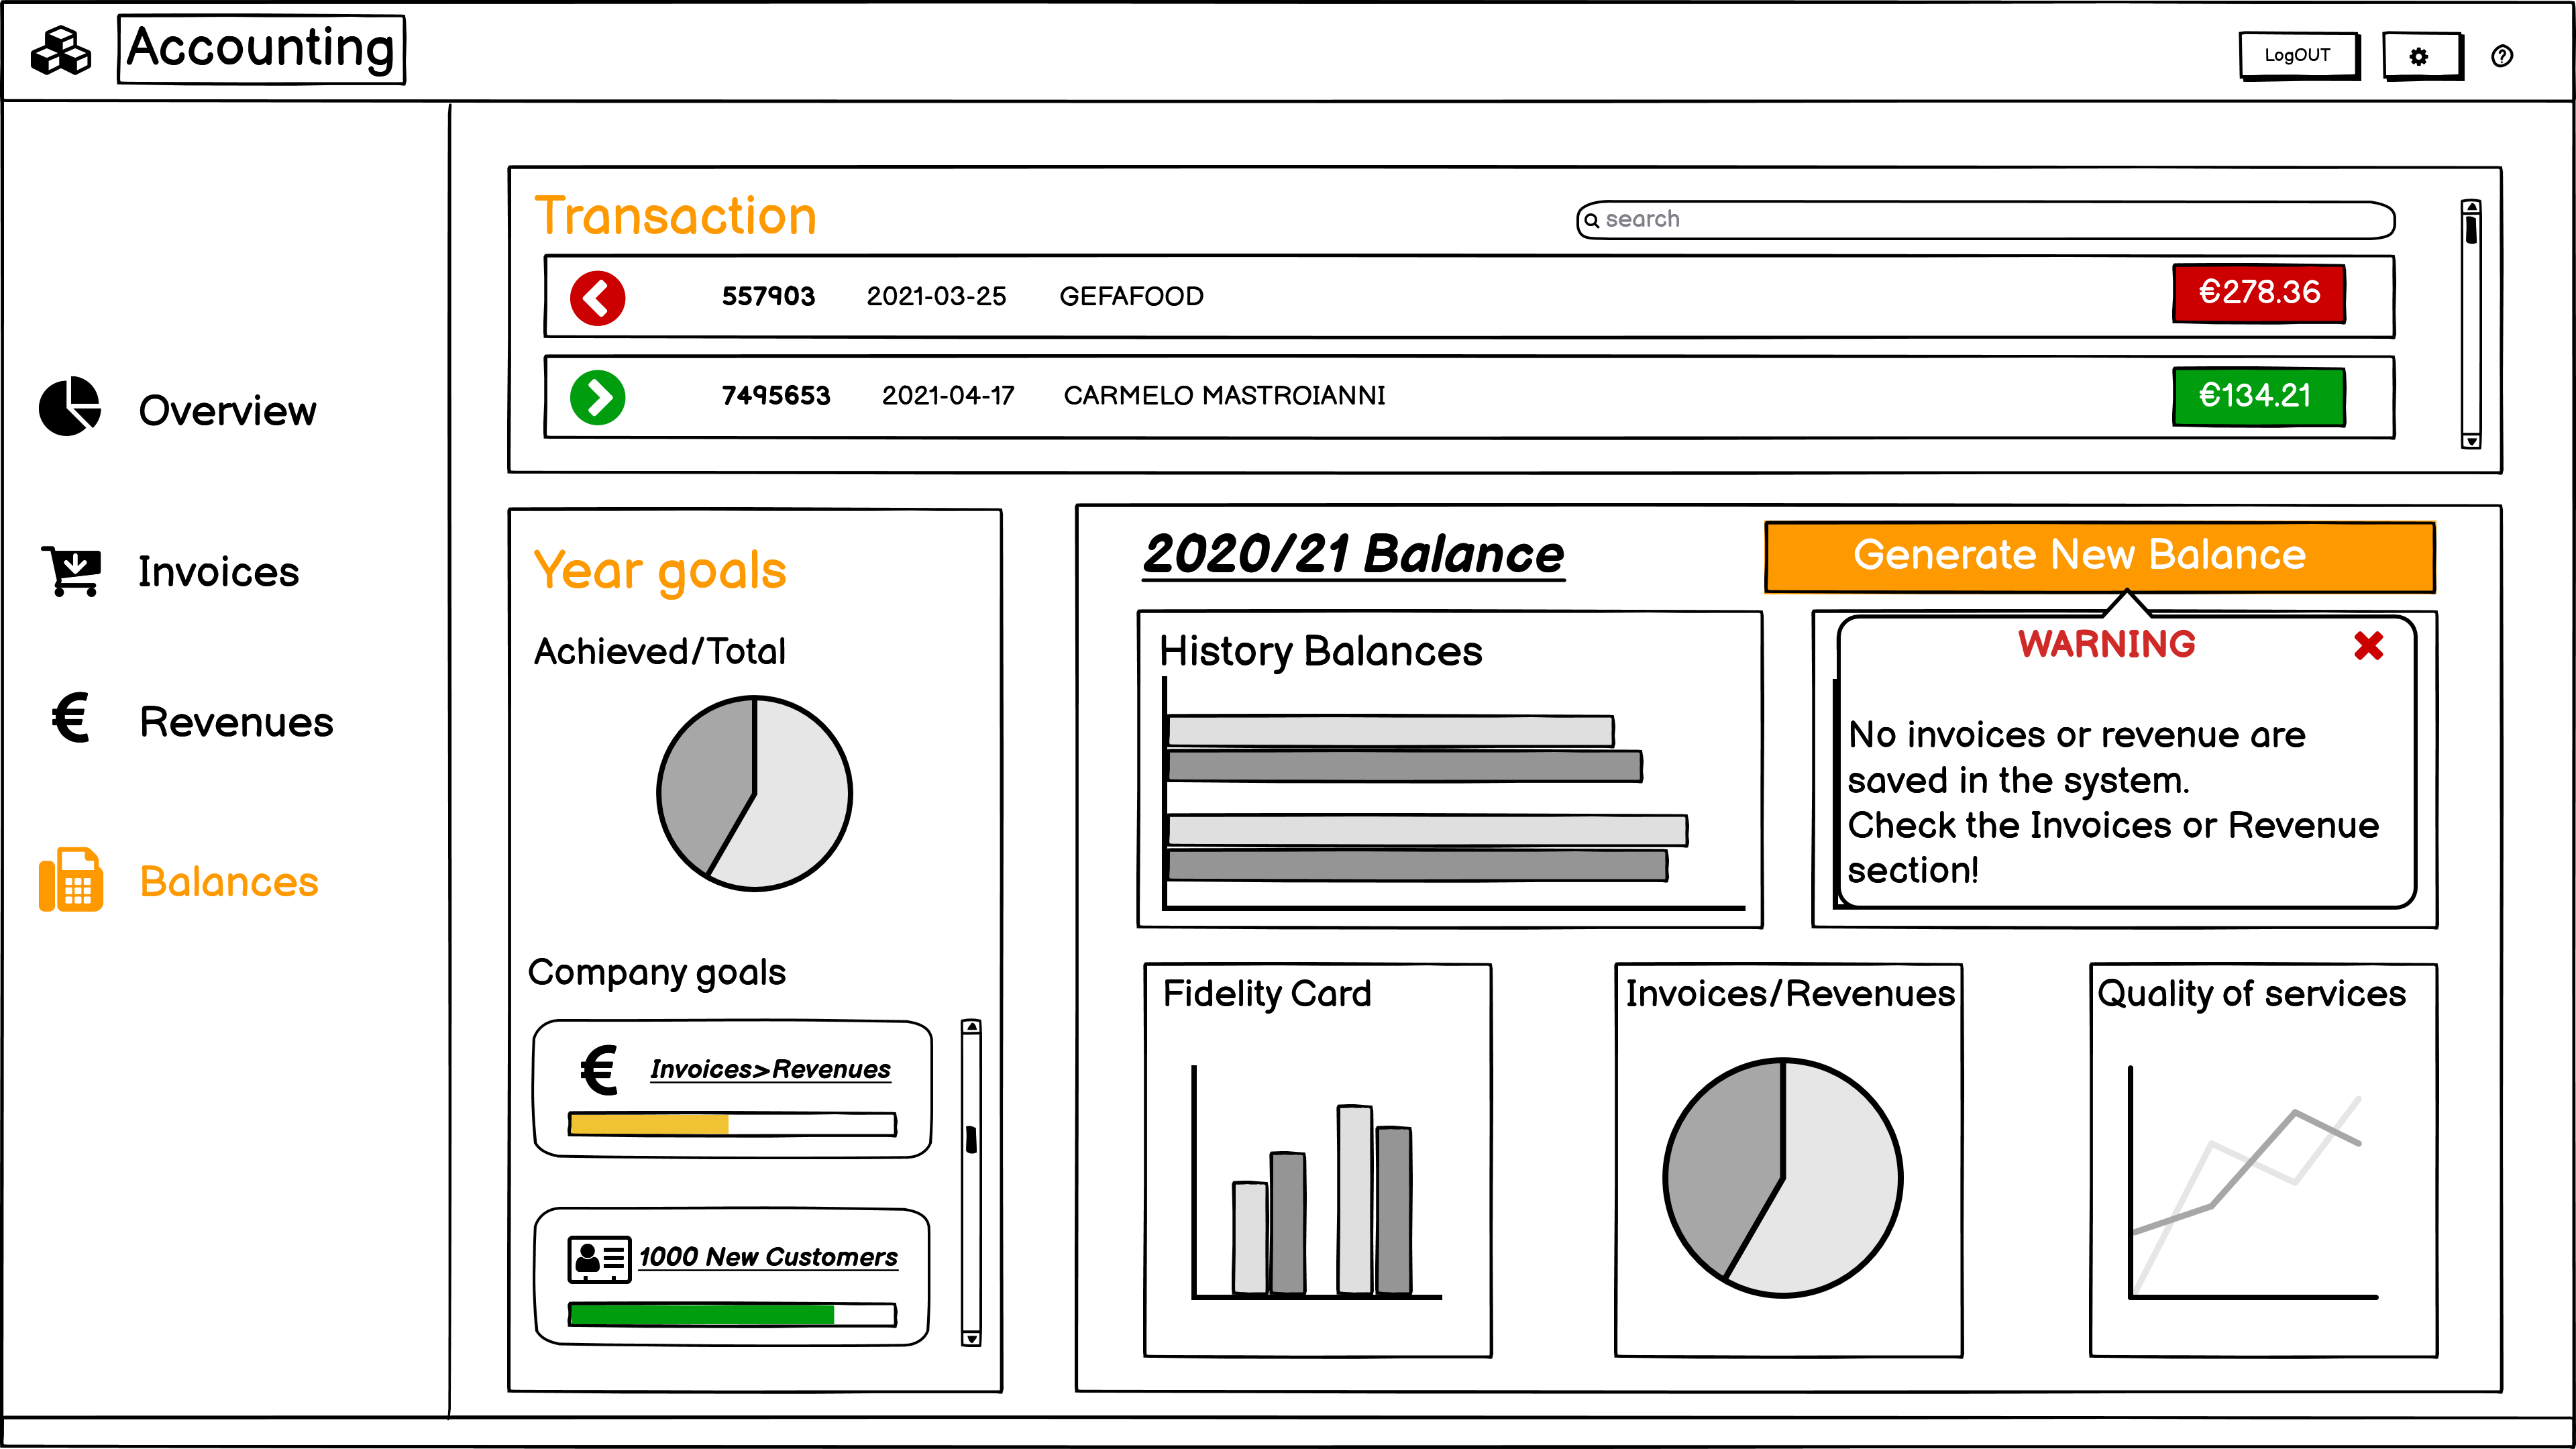 Accounting
LogOUT
Transaction
search
557903 2021-03-25 GEFAFOOD €278.36
7495653 2021-04-17 CARMELO MASTROIANNI €134.21
Overview
Invoices
Revenues
Balances
Year goals
Achieved/Total
Company goals
Invoices>Revenues
1000 New Customers
2020/21 Balance
Generate New Balance
History Balances
WARNING
No invoices or revenue are
saved in the system.
Check the Invoices or Revenue
section!
Fidelity Card
Invoices/Revenues
Quality of services